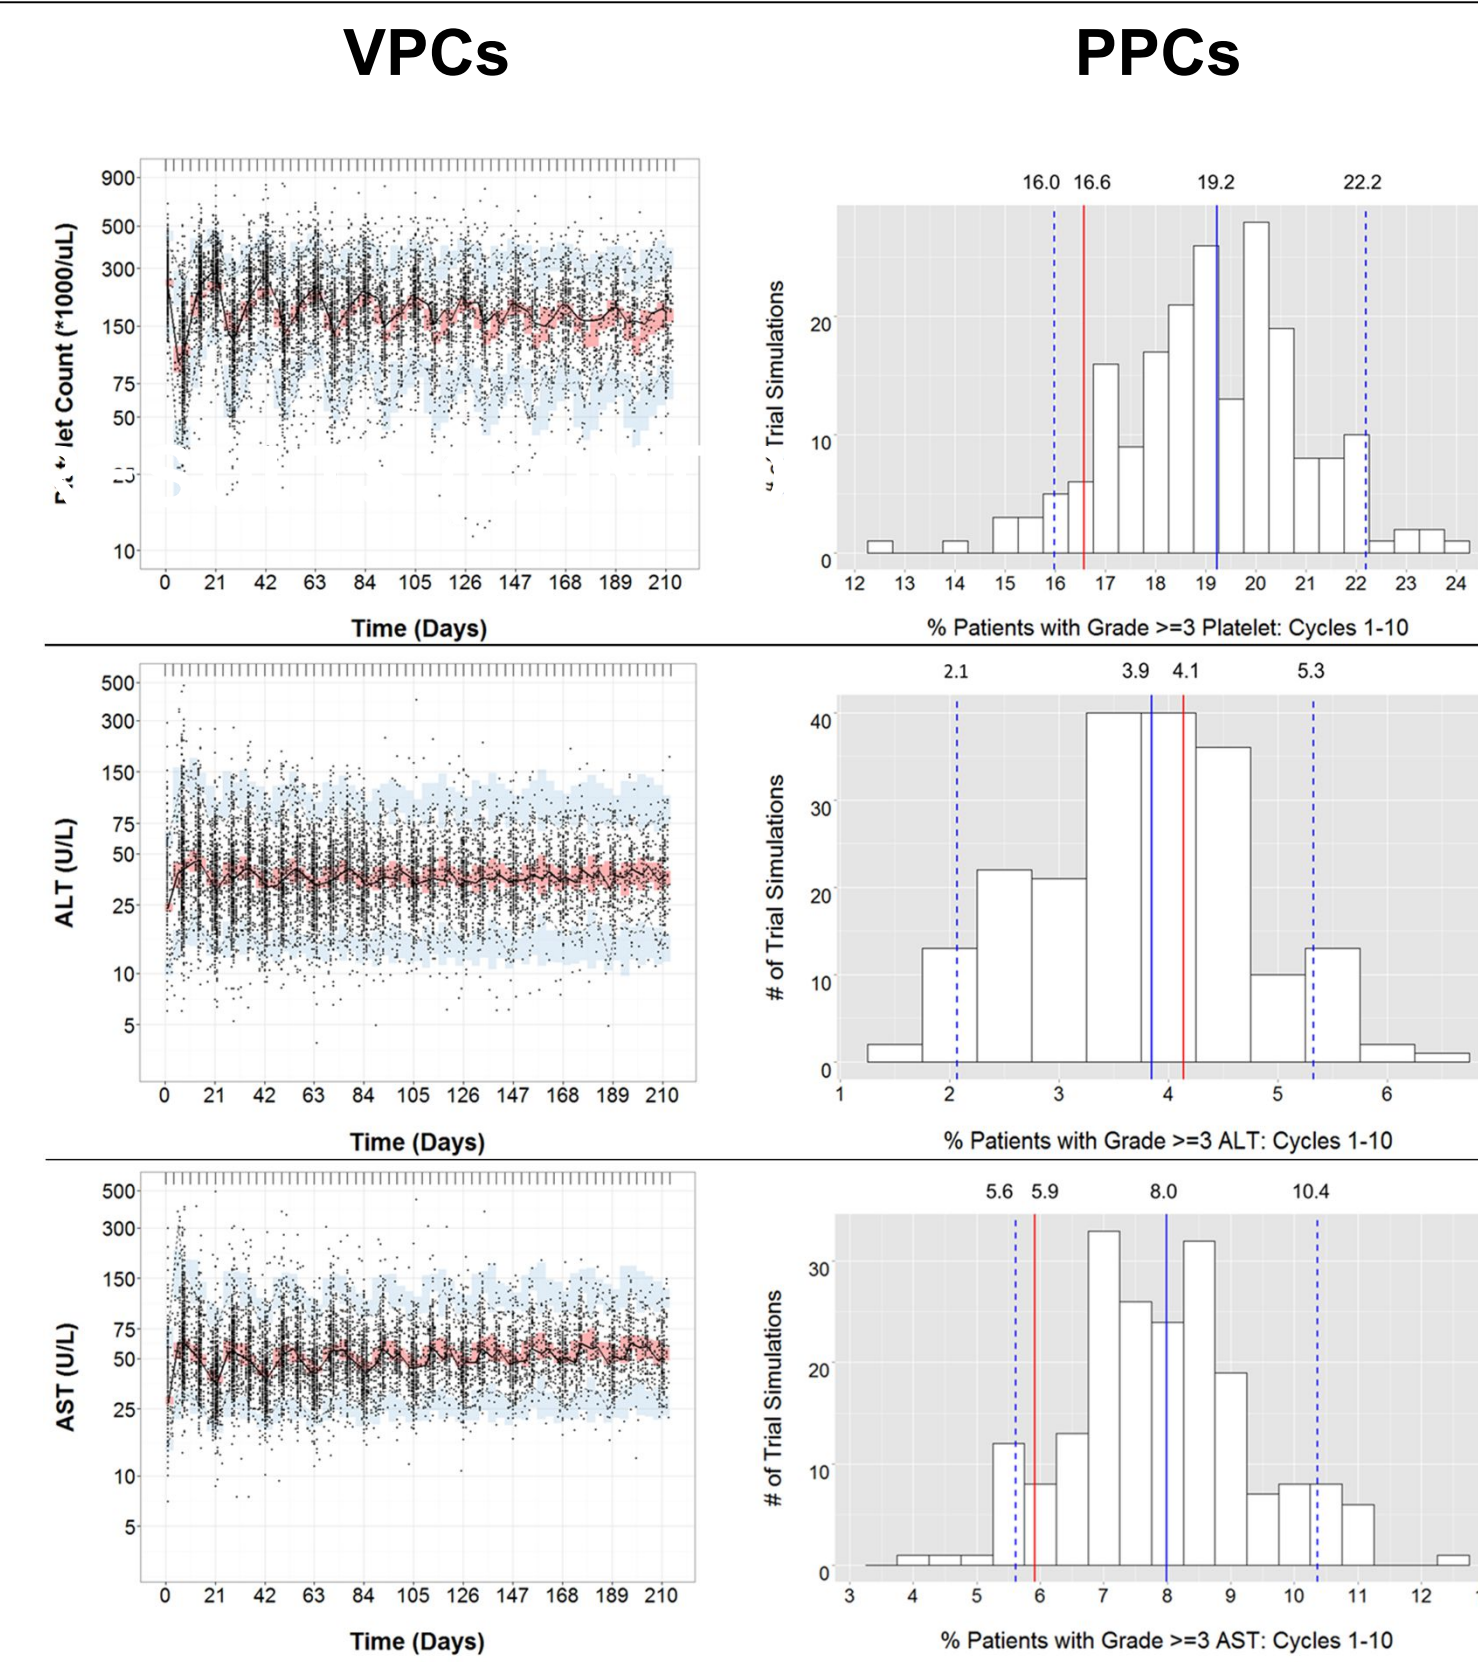 VPCs
PPCs
900
500
300
150
75
50
10
let Count (*1000/uL)
0 21 42 63 84 105 126 147 168 189 210
Time (Days)
16.0 16.6 19.2 22.2
20
10
0
Trial Simulations
12 13 14 15 16 17 18 19 20 21 22 23 24
% Patients with Grade >=3 Platelet: Cycles 1-10
500
300
150
75
50
25
10
5
ALT (U/L)
0 21 42 63 84 105 126 147 168 189 210
Time (Days)
2.1 3.9 4.1 5.3
40
30
20
10
0
# of Trial Simulations
1 2 3 4 5 6
% Patients with Grade >=3 ALT: Cycles 1-10
500
300
150
75
50
25
10
5
AST (U/L)
0 21 42 63 84 105 126 147 168 189 210
Time (Days)
5.6 5.9 8.0 10.4
30
20
10
0
# of Trial Simulations
3 4 5 6 7 8 9 10 11 12
% Patients with Grade >=3 AST: Cycles 1-10